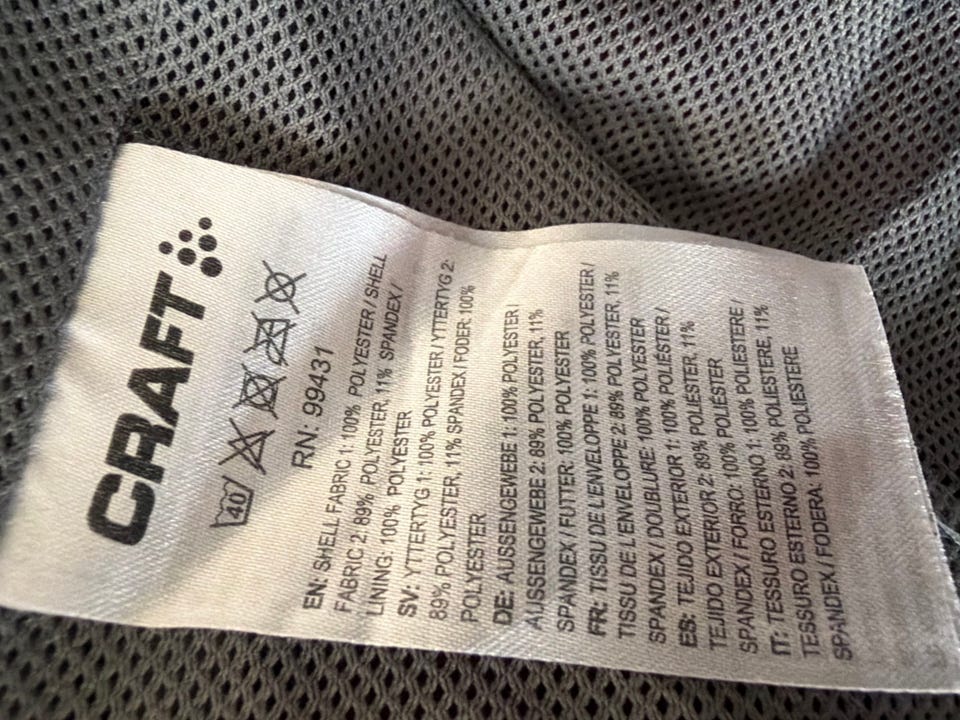 CRAFT
40
RN: 99431
EN: SHELL FABRIC 1: 100% POLYESTER / SHELL
FABRIC 2: 89% POLYESTER, 11% SPANDEX /
LINING: 100% POLYESTER
SV: YTTERTYG 1: 100% POLYESTER / YTTERTYG 2:
89% POLYESTER, 11% SPANDEX / FODER: 100%
POLYESTER
DE: AUSSENGEWEBE 1: 100% POLYESTER /
AUSSENGEWEBE 2: 89% POLYESTER, 11%
SPANDEX / FUTTER: 100% POLYESTER
FR: TISSU DE L'ENVELOPPE 1: 100% POLYESTER /
TISSU DE L'ENVELOPPE 2: 89% POLYESTER, 11%
SPANDEX / DOUBLURE: 100% POLYESTER
ES: TEJIDO EXTERIOR 1: 100% POLIÉSTER /
TEJIDO EXTERIOR 2: 89% POLIÉSTER, 11%
SPANDEX / FORRO: 100% POLIÉSTER
IT: TESSURO ESTERNO 1: 100% POLIESTERE /
TESSURO ESTERNO 2: 89% POLIESTERE, 11%
SPANDEX / FODERA: 100% POLIESTERE